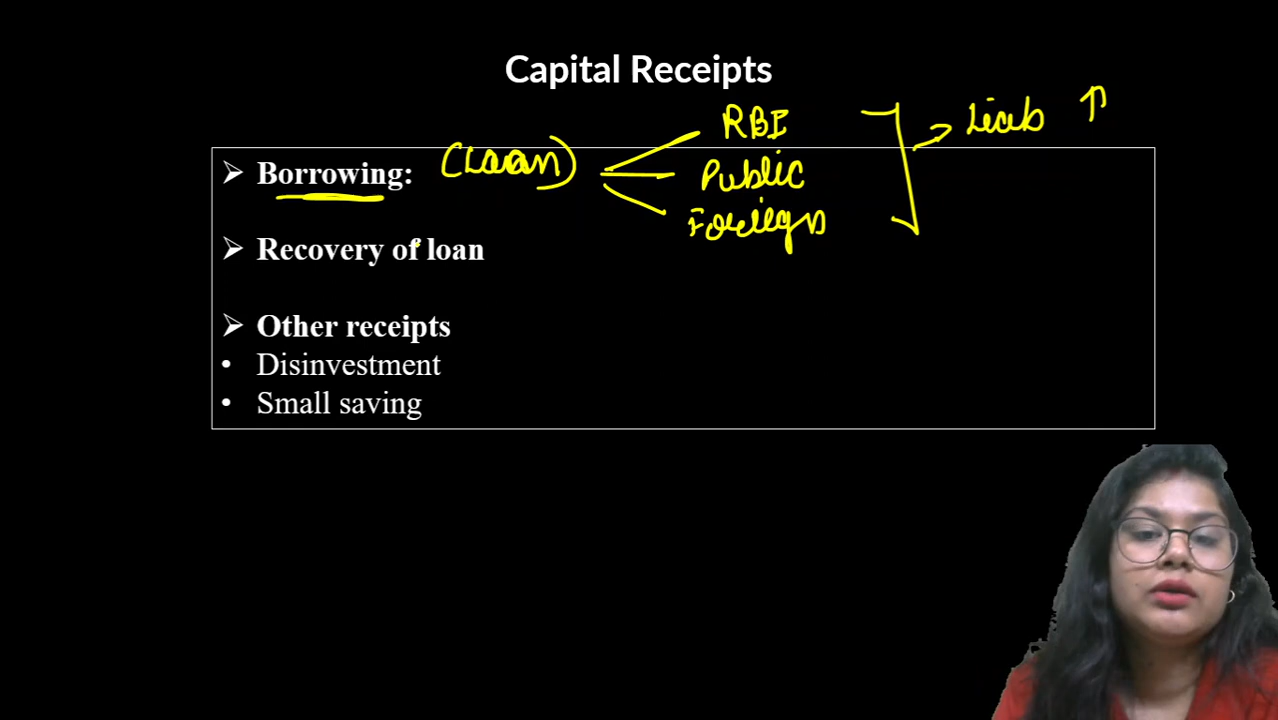 Capital Receipts
RBI
Liab ↑
➤ Borrowing: (Loan)
Public
Foreign
➤ Recovery of loan
➤ Other receipts
• Disinvestment
• Small saving